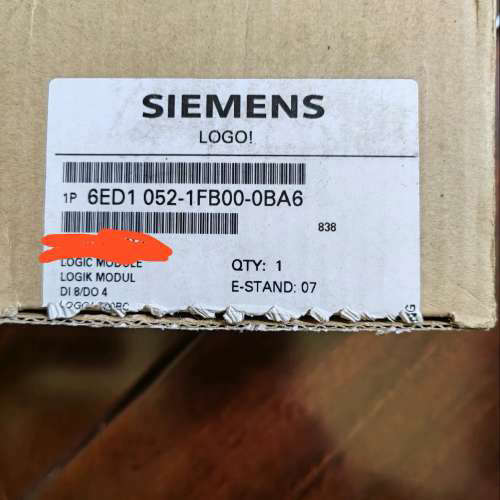 SIEMENS
LOGO!
1P 6ED1 052-1FB00-0BA6
838
LOGIC MODULE
LOGIK MODUL
DI 8/DO 4
QTY: 1
E-STAND: 07